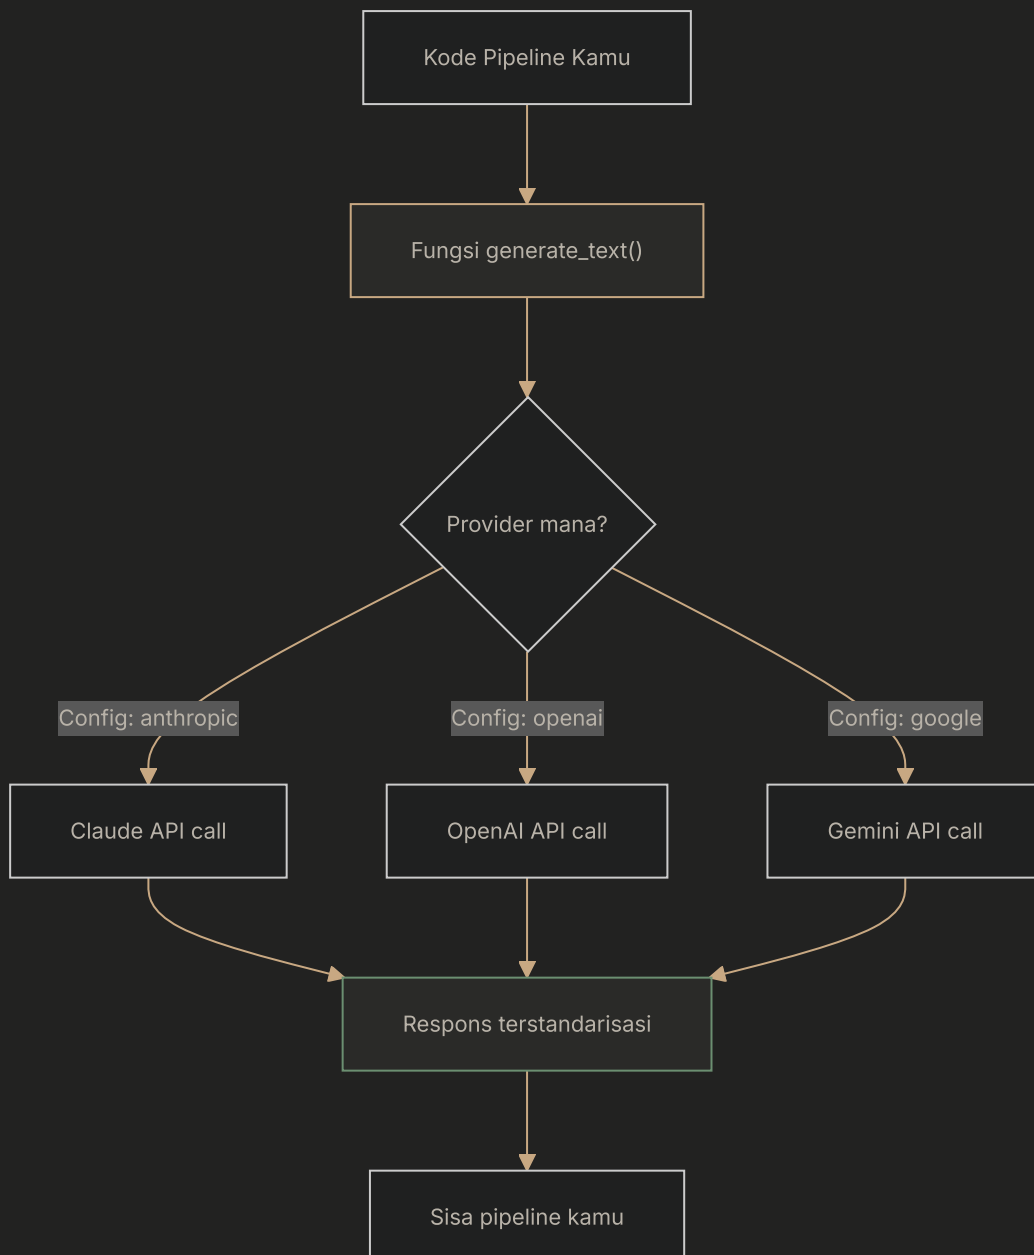 Kode Pipeline Kamu
Fungsi generate_text()
Provider mana?
Config: anthropic
Config: openai
Config: google
Claude API call
OpenAI API call
Gemini API call
Respons terstandarisasi
Sisa pipeline kamu